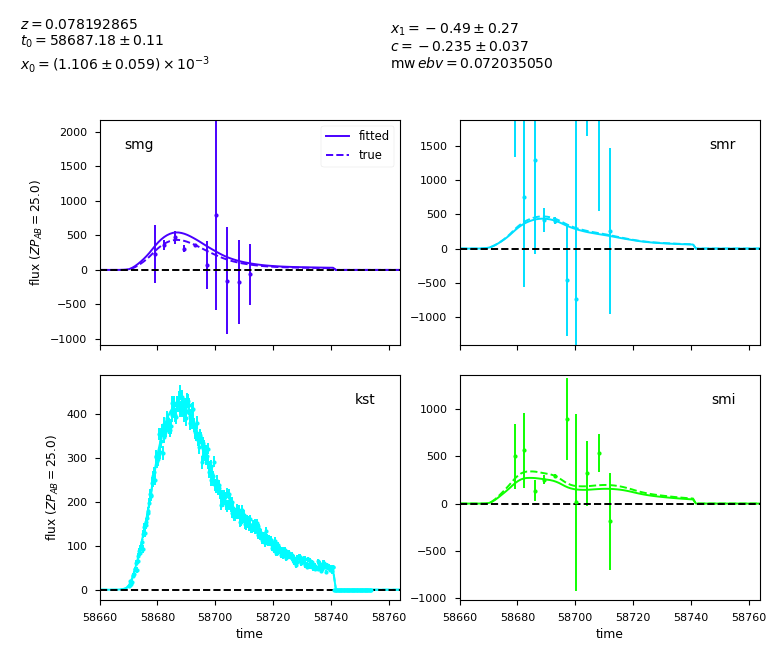 z = 0.078192865
t0 = 58687.18 ± 0.11
x0 = (1.106 ± 0.059) × 10^-3
x1 = −0.49 ± 0.27
c = −0.235 ± 0.037
mw ebv = 0.072035050
smg
fitted
true
2000
1500
1000
500
0
−500
−1000
flux (ZP_AB = 25.0)
smr
1500
1000
500
0
−500
−1000
kst
400
300
200
100
0
flux (ZP_AB = 25.0)
58660 58680 58700 58720 58740 58760
time
smi
1000
500
0
−500
−1000
58660 58680 58700 58720 58740 58760
time